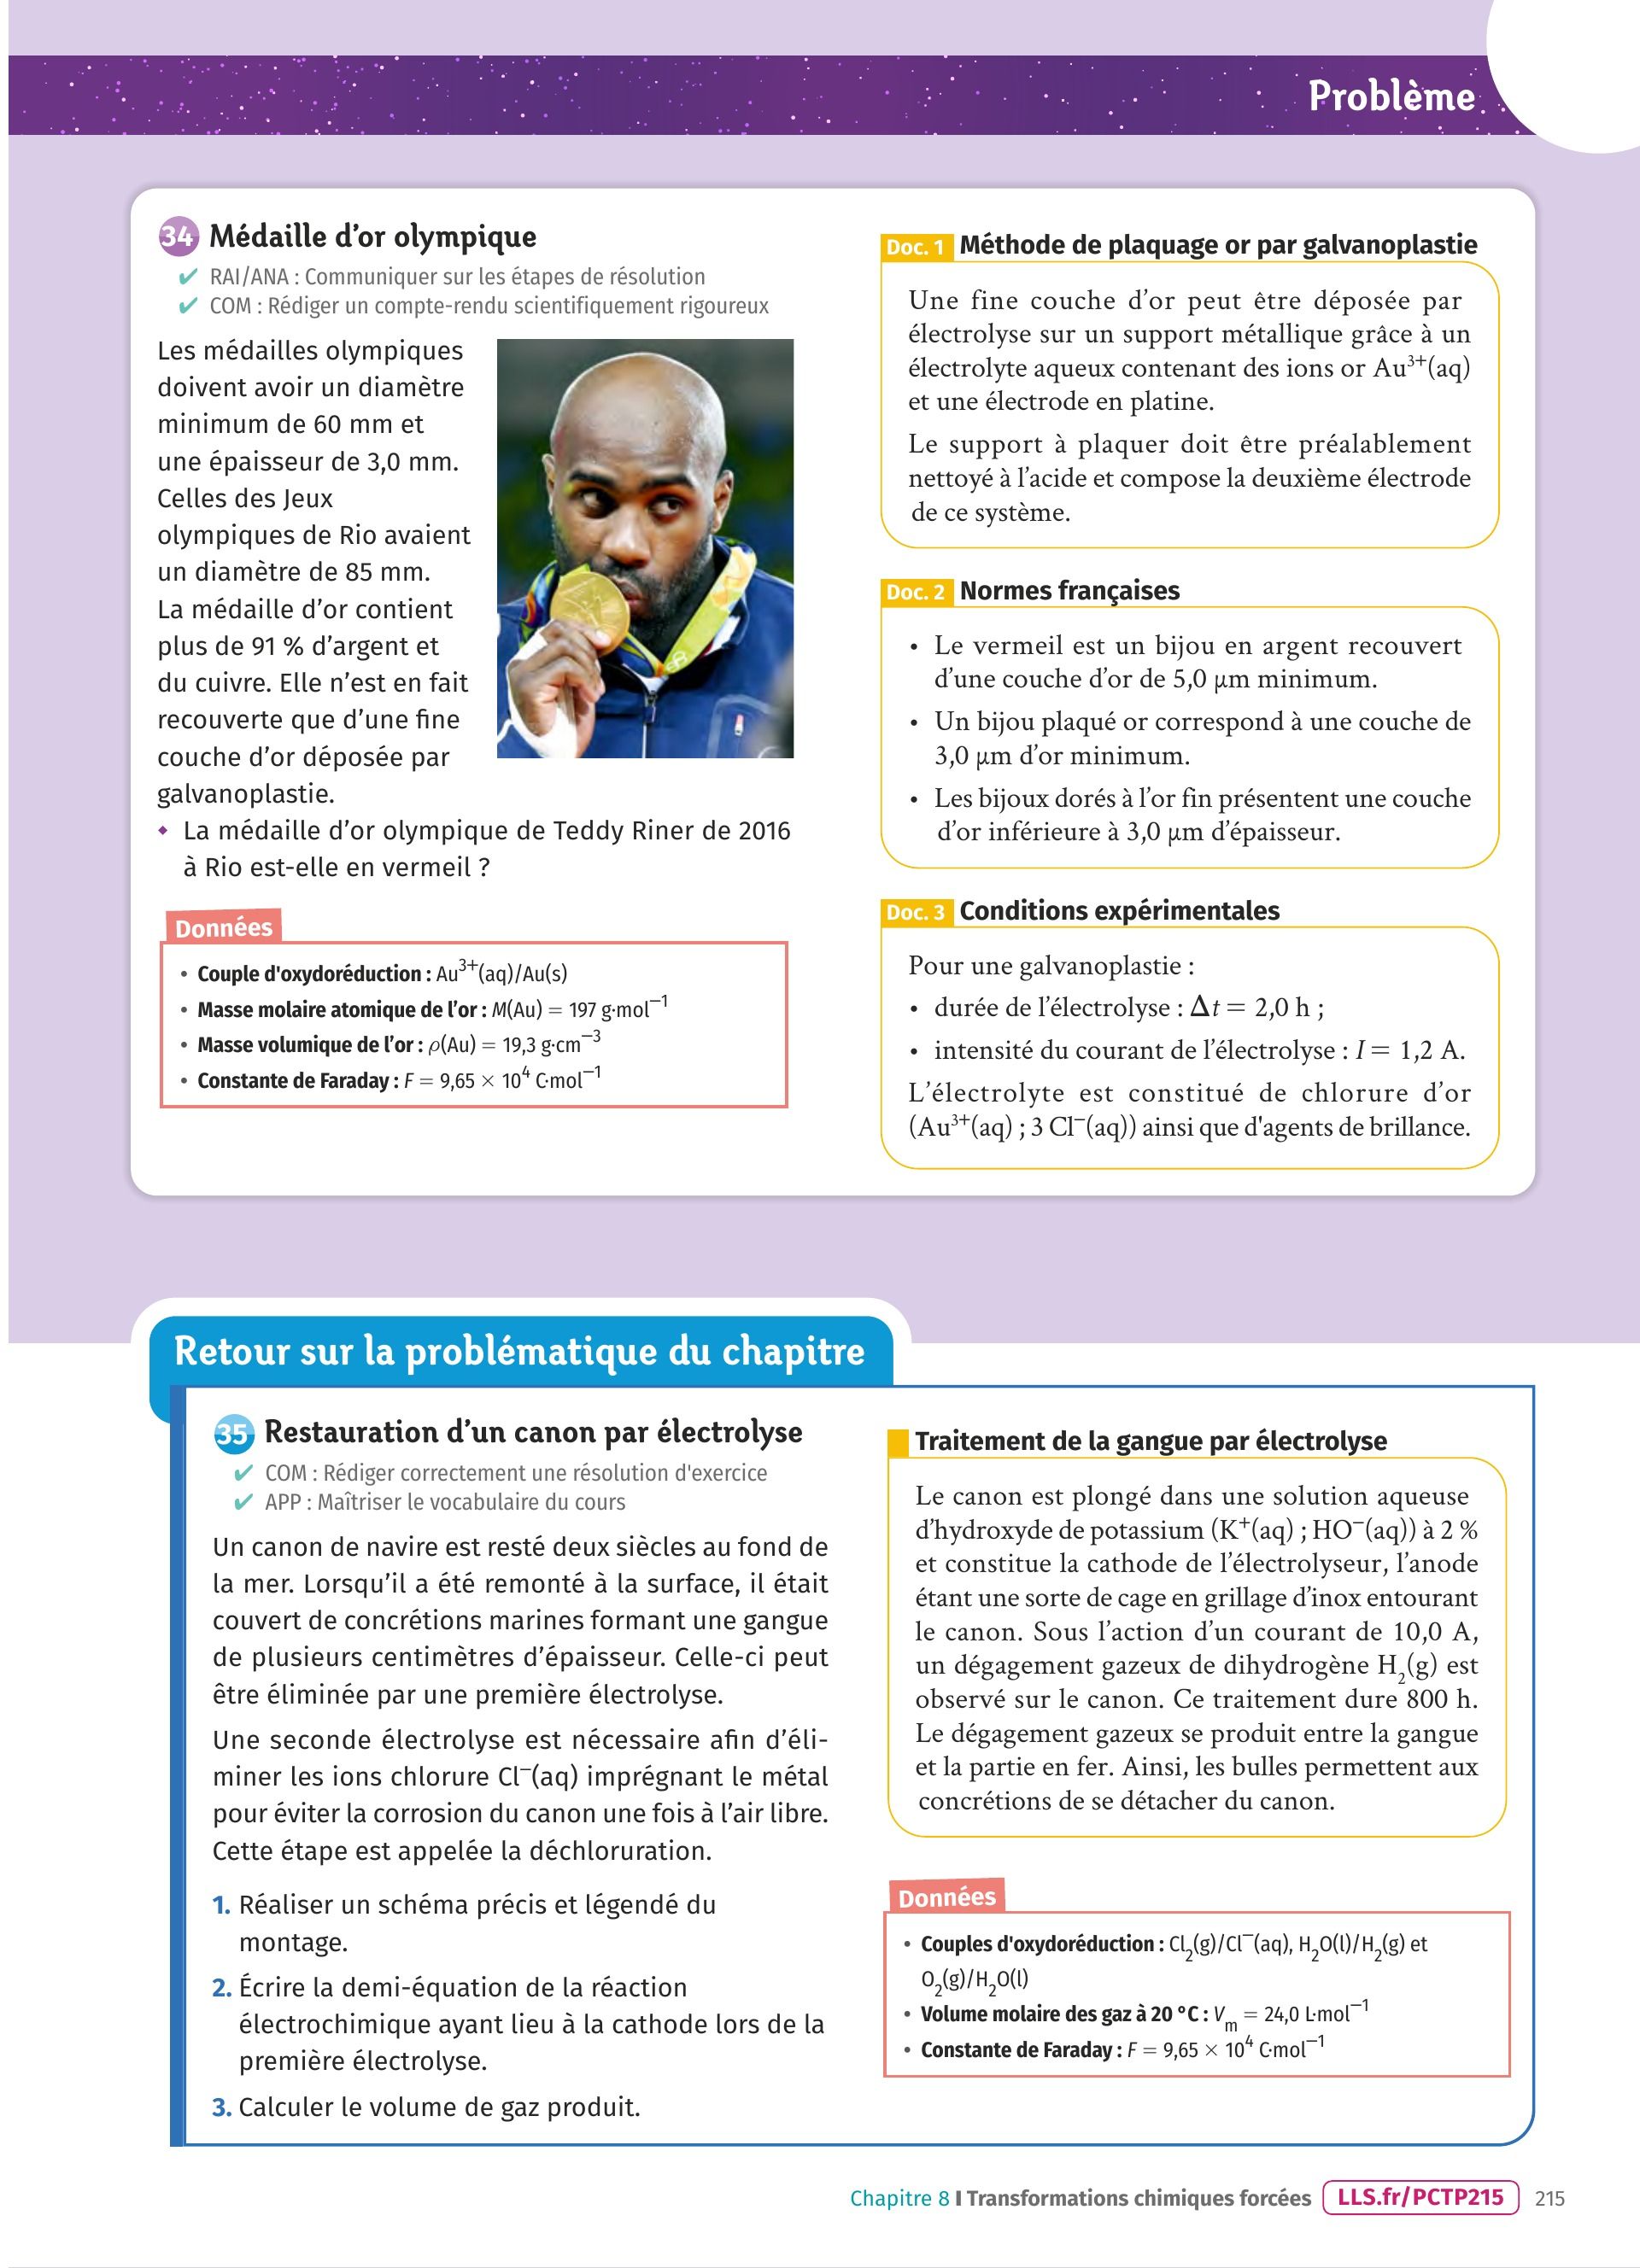 Problème
34 Médaille d’or olympique
✔ RAI/ANA : Communiquer sur les étapes de résolution
✔ COM : Rédiger un compte-rendu scientifiquement rigoureux
Les médailles olympiques
doivent avoir un diamètre
minimum de 60 mm et
une épaisseur de 3,0 mm.
Celles des Jeux
olympiques de Rio avaient
un diamètre de 85 mm.
La médaille d’or contient
plus de 91 % d’argent et
du cuivre. Elle n’est en fait
recouverte que d’une fine
couche d’or déposée par
galvanoplastie.
◆ La médaille d’or olympique de Teddy Riner de 2016
à Rio est-elle en vermeil ?
Données
• Couple d'oxydoréduction : Au³⁺(aq)/Au(s)
• Masse molaire atomique de l’or : M(Au) = 197 g·mol⁻¹
• Masse volumique de l’or : ρ(Au) = 19,3 g·cm⁻³
• Constante de Faraday : F = 9,65 × 10⁴ C·mol⁻¹
Doc. 1 Méthode de plaquage or par galvanoplastie
Une fine couche d’or peut être déposée par
électrolyse sur un support métallique grâce à un
électrolyte aqueux contenant des ions or Au³⁺(aq)
et une électrode en platine.
Le support à plaquer doit être préalablement
nettoyé à l’acide et compose la deuxième électrode
de ce système.
Doc. 2 Normes françaises
• Le vermeil est un bijou en argent recouvert
d’une couche d’or de 5,0 µm minimum.
• Un bijou plaqué or correspond à une couche de
3,0 µm d’or minimum.
• Les bijoux dorés à l’or fin présentent une couche
d’or inférieure à 3,0 µm d’épaisseur.
Doc. 3 Conditions expérimentales
Pour une galvanoplastie :
• durée de l’électrolyse : Δt = 2,0 h ;
• intensité du courant de l’électrolyse : I = 1,2 A.
L’électrolyte est constitué de chlorure d’or
(Au³⁺(aq) ; 3 Cl⁻(aq)) ainsi que d'agents de brillance.
Retour sur la problématique du chapitre
35 Restauration d’un canon par électrolyse
✔ COM : Rédiger correctement une résolution d'exercice
✔ APP : Maîtriser le vocabulaire du cours
Un canon de navire est resté deux siècles au fond de
la mer. Lorsqu’il a été remonté à la surface, il était
couvert de concrétions marines formant une gangue
de plusieurs centimètres d’épaisseur. Celle-ci peut
être éliminée par une première électrolyse.
Une seconde électrolyse est nécessaire afin d’éli-
miner les ions chlorure Cl⁻(aq) imprégnant le métal
pour éviter la corrosion du canon une fois à l’air libre.
Cette étape est appelée la déchloruration.
1. Réaliser un schéma précis et légendé du
montage.
2. Écrire la demi-équation de la réaction
électrochimique ayant lieu à la cathode lors de la
première électrolyse.
3. Calculer le volume de gaz produit.
Traitement de la gangue par électrolyse
Le canon est plongé dans une solution aqueuse
d’hydroxyde de potassium (K⁺(aq) ; HO⁻(aq)) à 2 %
et constitue la cathode de l’électrolyseur, l’anode
étant une sorte de cage en grillage d’inox entourant
le canon. Sous l’action d’un courant de 10,0 A,
un dégagement gazeux de dihydrogène H₂(g) est
observé sur le canon. Ce traitement dure 800 h.
Le dégagement gazeux se produit entre la gangue
et la partie en fer. Ainsi, les bulles permettent aux
concrétions de se détacher du canon.
Données
• Couples d'oxydoréduction : Cl₂(g)/Cl⁻(aq), H₂O(l)/H₂(g) et
O₂(g)/H₂O(l)
• Volume molaire des gaz à 20 °C : Vₘ = 24,0 L·mol⁻¹
• Constante de Faraday : F = 9,65 × 10⁴ C·mol⁻¹
Chapitre 8 I Transformations chimiques forcées LLS.fr/PCTP215 215